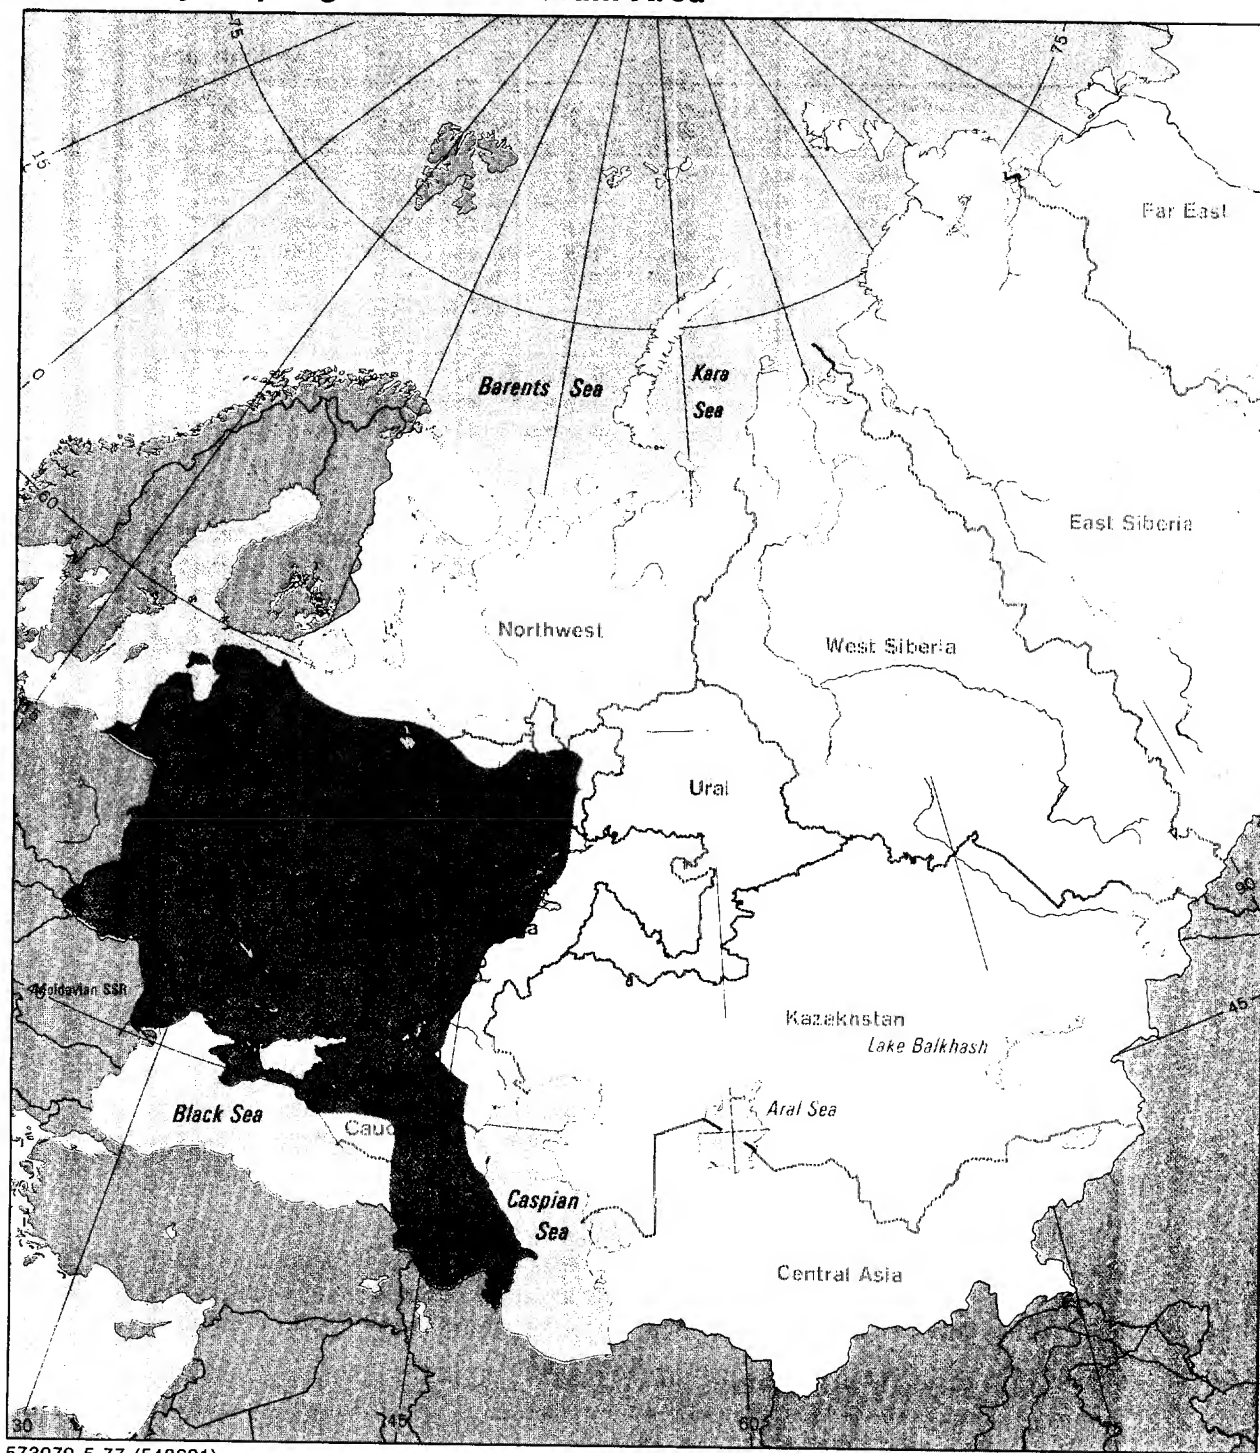 Area
75
75
15
Far East
0
Barents Sea
Kara
Sea
60
East Siberia
Northwest
West Siberia
Ural
90
Moldavian SSR
Kazakhstan
45
Lake Balkhash
Black Sea
Aral Sea
Caspian
Sea
Central Asia
30
45
60